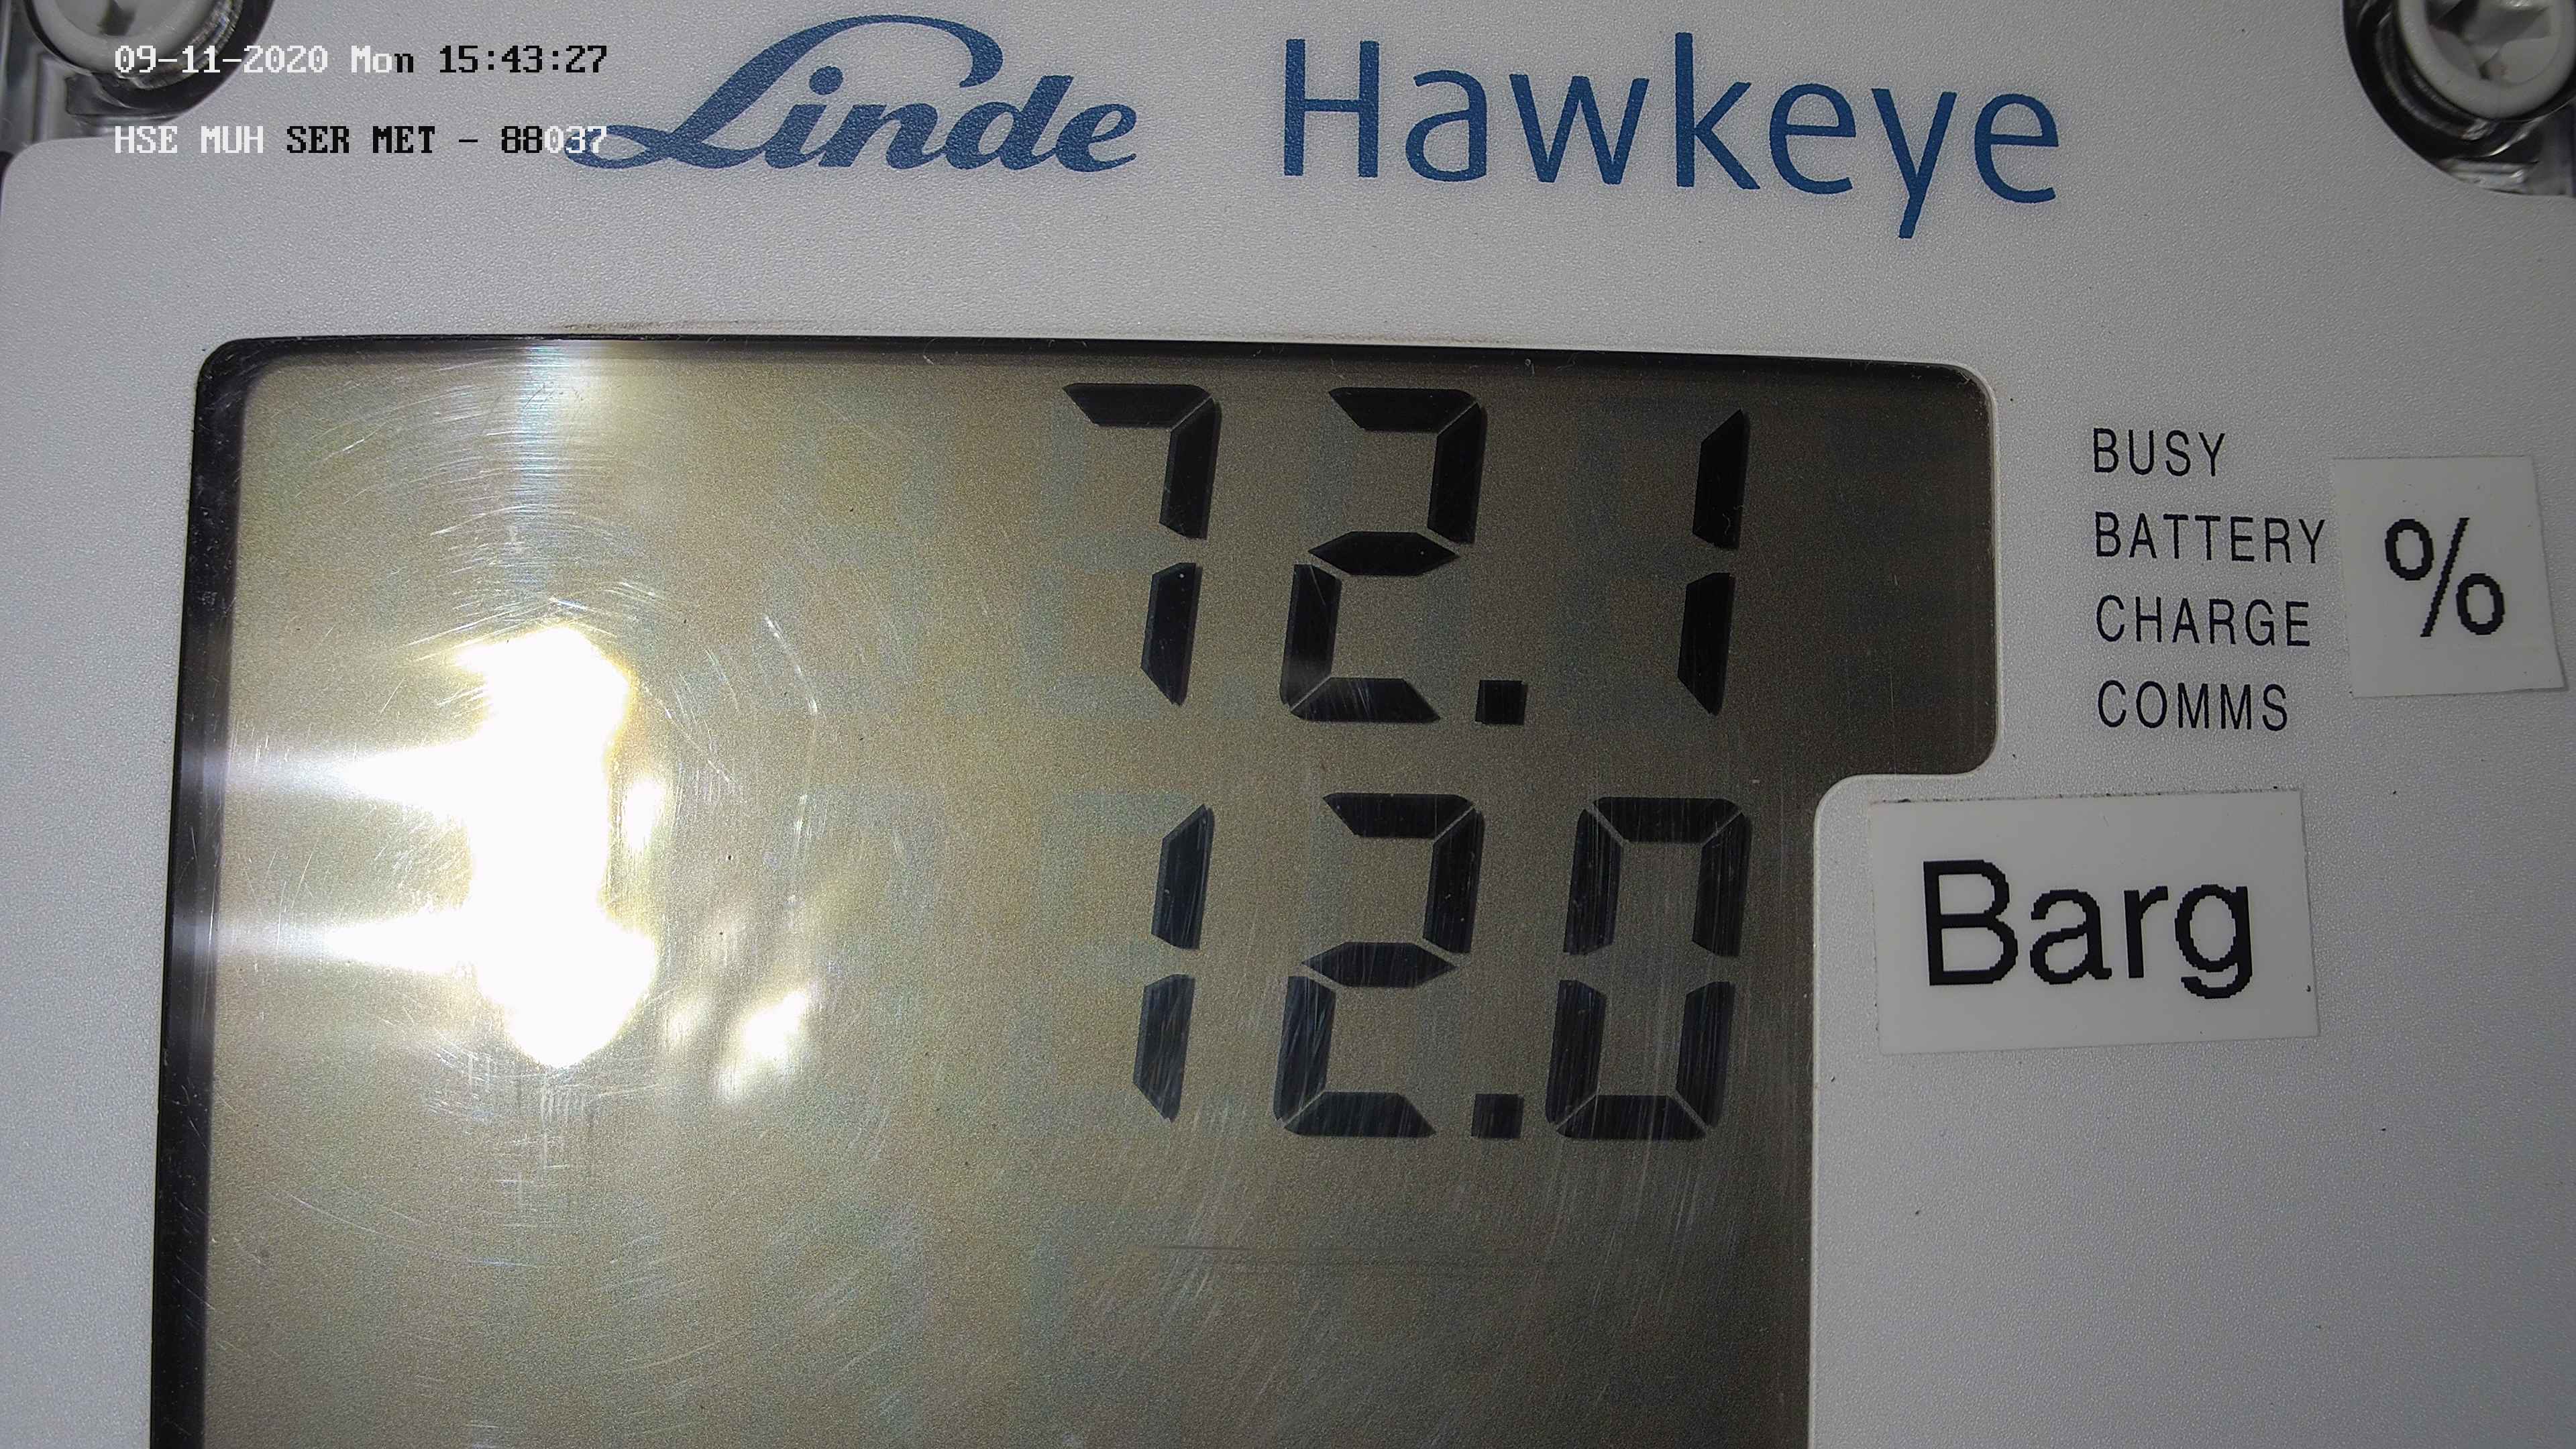 09-11-2020 Mon 15:43:27
HSE MUH SER MET - 88037
Linde Hawkeye
72.1
BUSY
BATTERY
CHARGE
COMMS
%
12.0
Barg